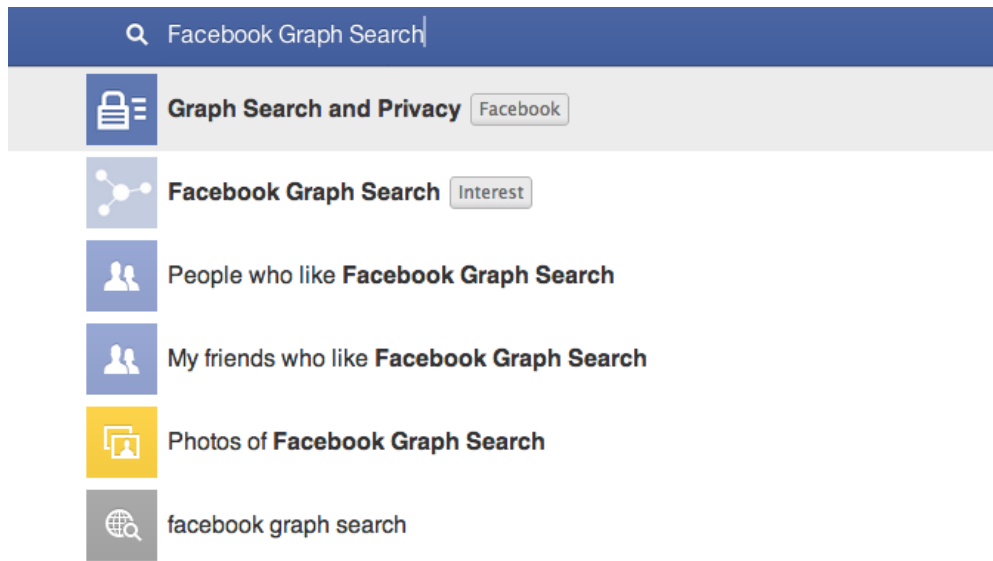 Facebook Graph Search
Graph Search and Privacy Facebook
Facebook Graph Search Interest
People who like Facebook Graph Search
My friends who like Facebook Graph Search
Photos of Facebook Graph Search
facebook graph search